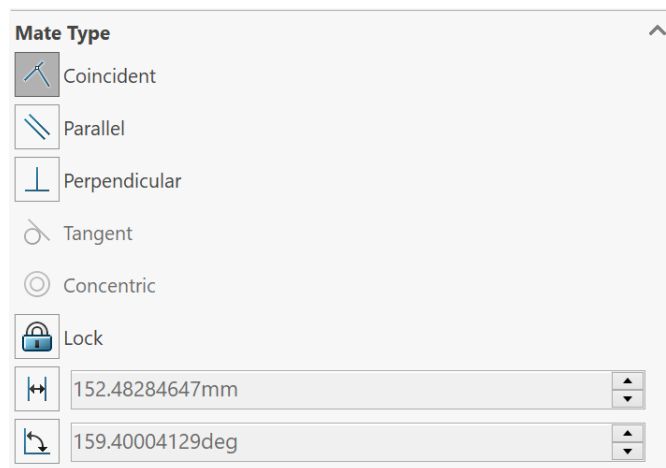 Mate Type
Coincident
Parallel
Perpendicular
Tangent
Concentric
Lock
152.48284647mm
159.40004129deg